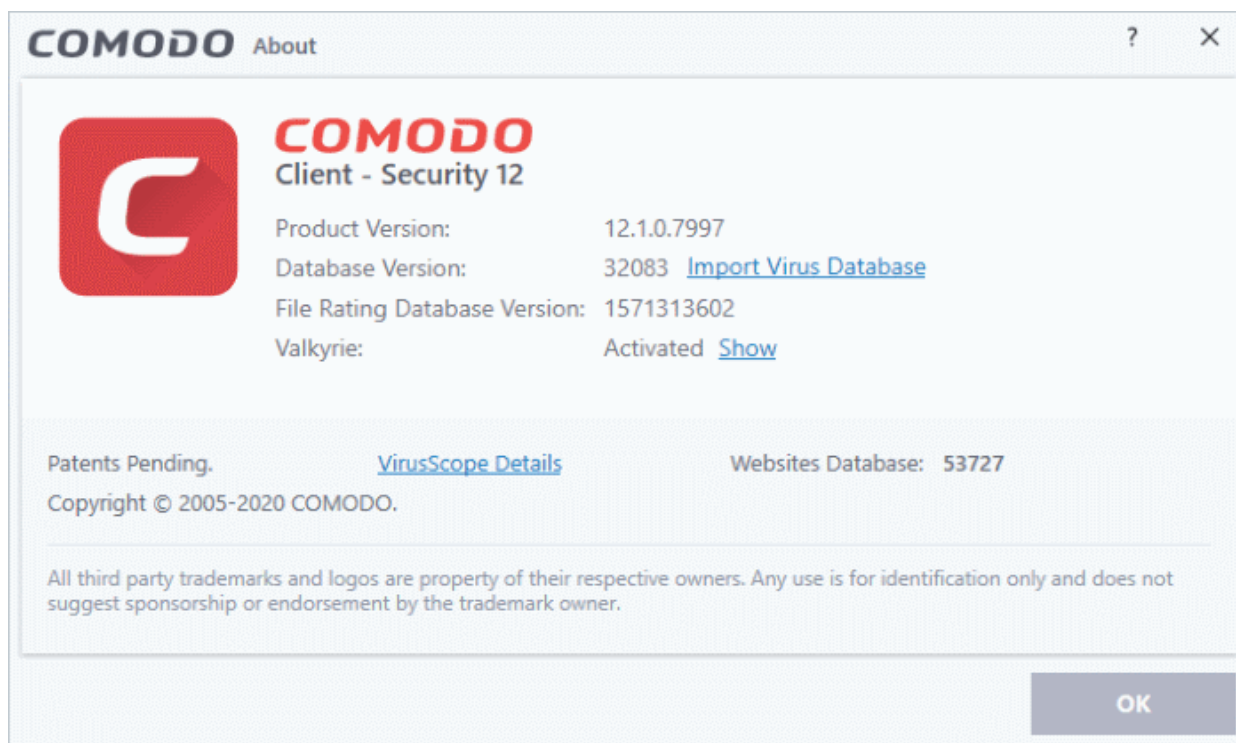 COMODO About ?
COMODO
Client - Security 12
Product Version: 12.1.0.7997
Database Version: 32083 Import Virus Database
File Rating Database Version: 1571313602
Valkyrie: Activated Show
Patents Pending. VirusScope Details Websites Database: 53727
Copyright © 2005-2020 COMODO.
All third party trademarks and logos are property of their respective owners. Any use is for identification only and does not
suggest sponsorship or endorsement by the trademark owner.
OK